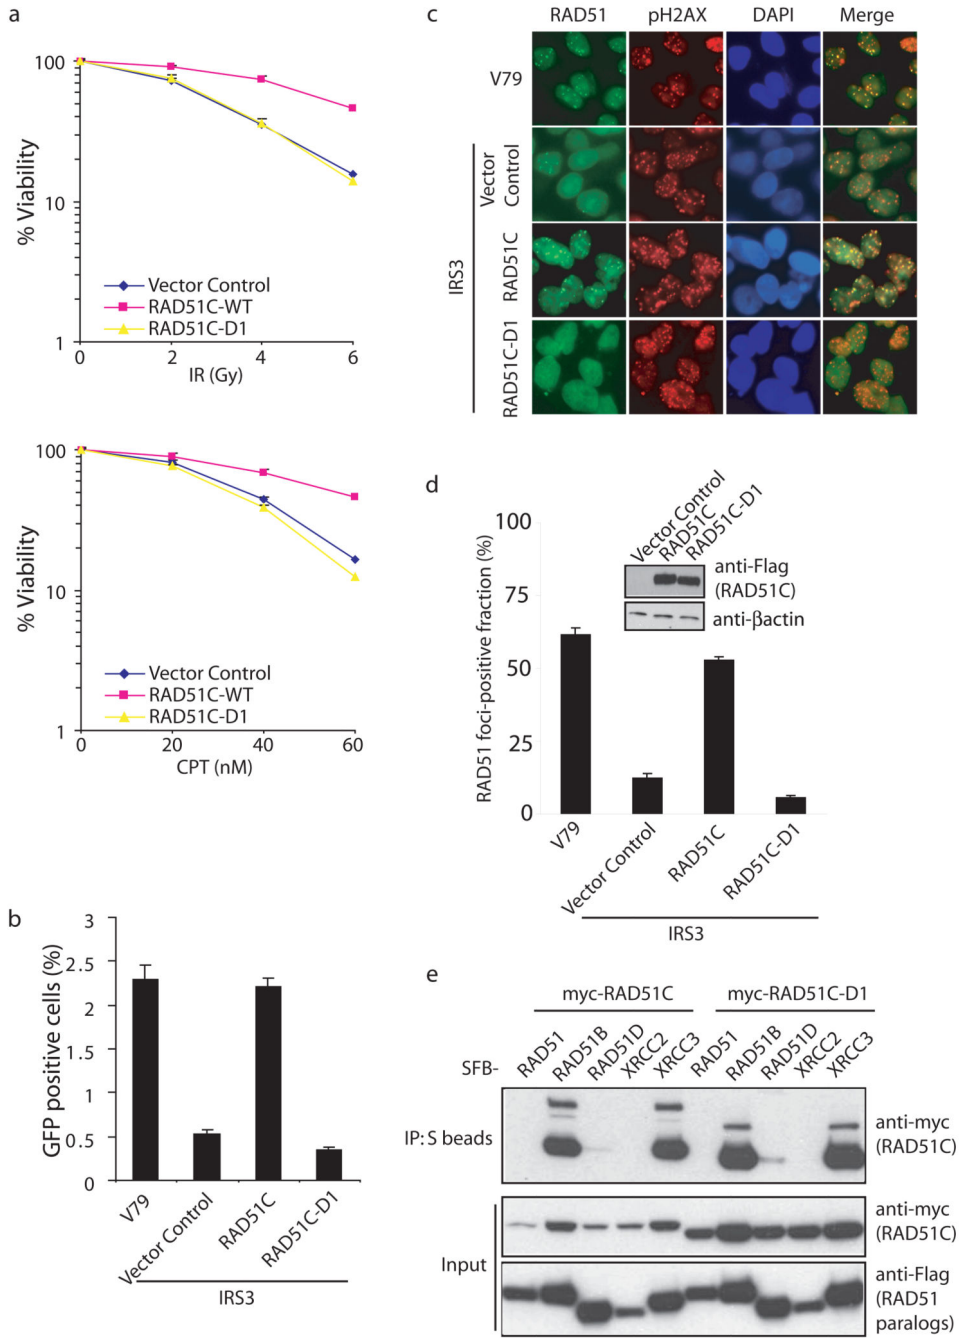 a
100
10
1
% Viability
Vector Control
RAD51C-WT
RAD51C-D1
0
2
4
6
IR (Gy)
100
10
1
% Viability
Vector Control
RAD51C-WT
RAD51C-D1
0
20
40
60
CPT (nM)
b
3
2.5
2
1.5
1
0.5
0
GFP positive cells (%)
V79
Vector Control
RAD51C
RAD51C-D1
IRS3
c
RAD51
pH2AX
DAPI
Merge
V79
Vector
Control
RAD51C
RAD51C-D1
IRS3
d
100
75
50
25
0
RAD51 foci-positive fraction (%)
Vector Control
RAD51C
RAD51C-D1
anti-Flag
(RAD51C)
anti-βactin
V79
Vector Control
RAD51C
RAD51C-D1
IRS3
e
myc-RAD51C
myc-RAD51C-D1
SFB-
RAD51
RAD51B
RAD51D
XRCC2
XRCC3
RAD51
RAD51B
RAD51D
XRCC2
XRCC3
IP: S beads
anti-myc
(RAD51C)
Input
anti-myc
(RAD51C)
anti-Flag
(RAD51
paralogs)